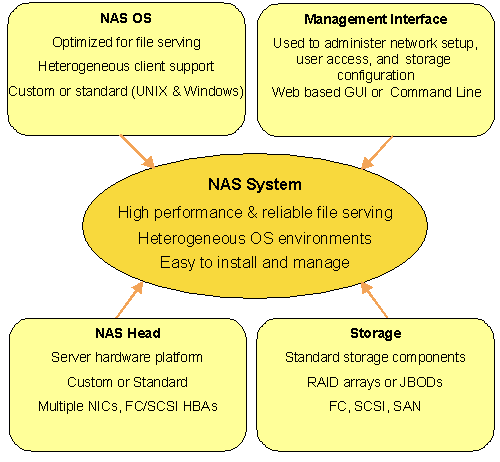 NAS OS
Optimized for file serving
Heterogeneous client support
Custom or standard (UNIX & Windows)
Management Interface
Used to administer network setup,
user access, and storage
configuration
Web based GUI or Command Line
NAS System
High performance & reliable file serving
Heterogeneous OS environments
Easy to install and manage
NAS Head
Server hardware platform
Custom or Standard
Multiple NICs, FC/SCSI HBAs
Storage
Standard storage components
RAID arrays or JBODs
FC, SCSI, SAN